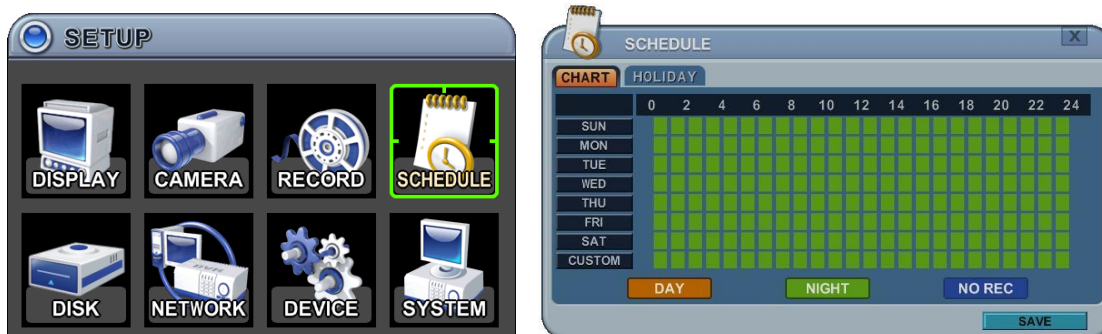 SETUP
DISPLAY CAMERA RECORD SCHEDULE
DISK NETWORK DEVICE SYSTEM
SCHEDULE X
CHART HOLIDAY
0 2 4 6 8 10 12 14 16 18 20 22 24
SUN
MON
TUE
WED
THU
FRI
SAT
CUSTOM
DAY NIGHT NO REC
SAVE